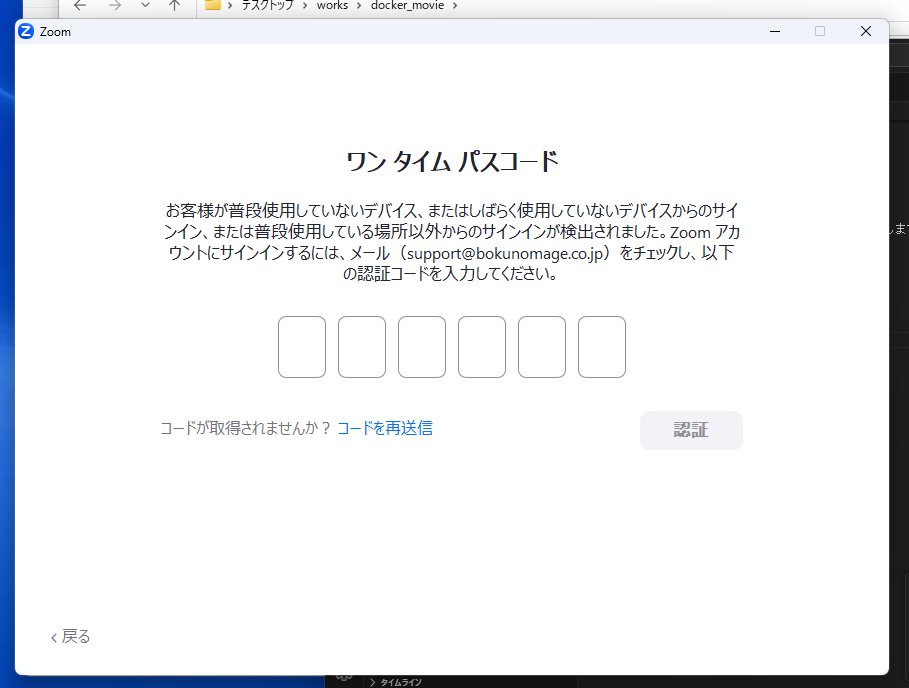 テスクトップ › works › docker_movie ›
Zoom
ワン タイム パスコード
お客様が普段使用していないデバイス、またはしばらく使用していないデバイスからのサイ
ンイン、または普段使用している場所以外からのサインインが検出されました。Zoom アカ
ウントにサインインするには、メール（support@bokunomage.co.jp）をチェックし、以下
の認証コードを入力してください。
コードが取得されませんか？ コードを再送信
認証
‹ 戻る
› タイムライン